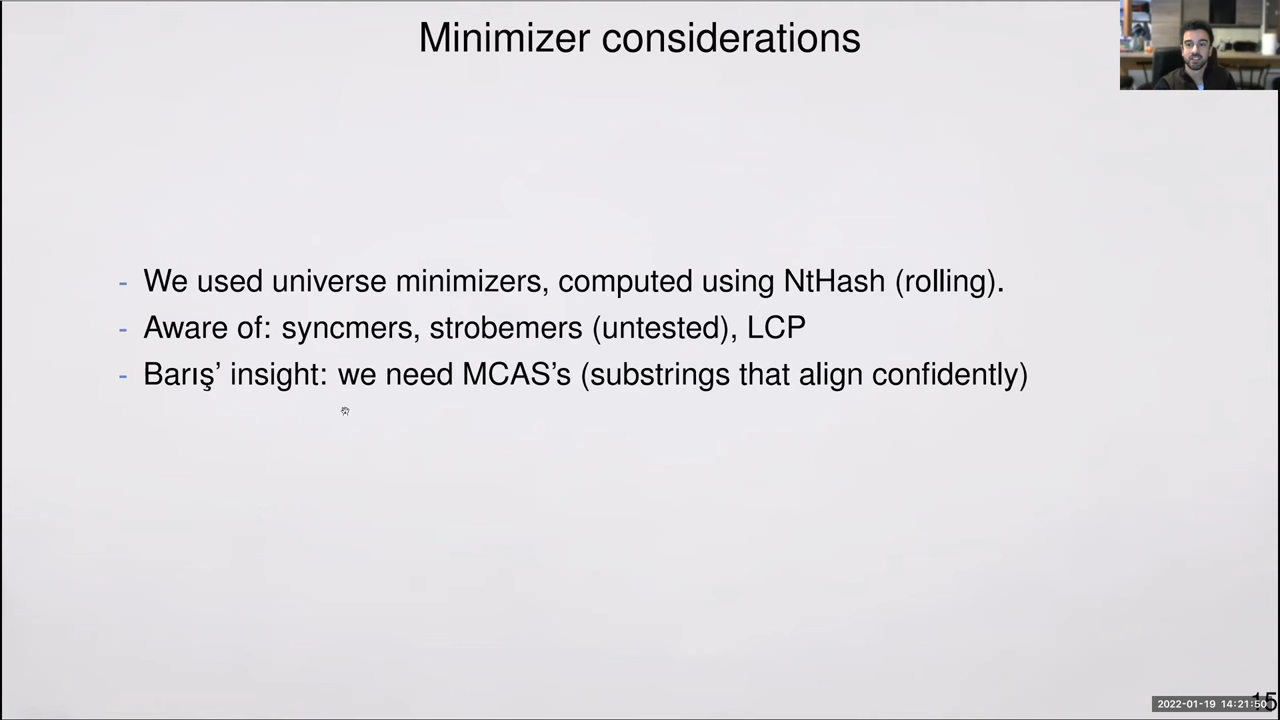 Minimizer considerations
- We used universe minimizers, computed using NtHash (rolling).
- Aware of: syncmers, strobemers (untested), LCP
- Barış’ insight: we need MCAS’s (substrings that align confidently)
15
2022-01-19 14:21:50